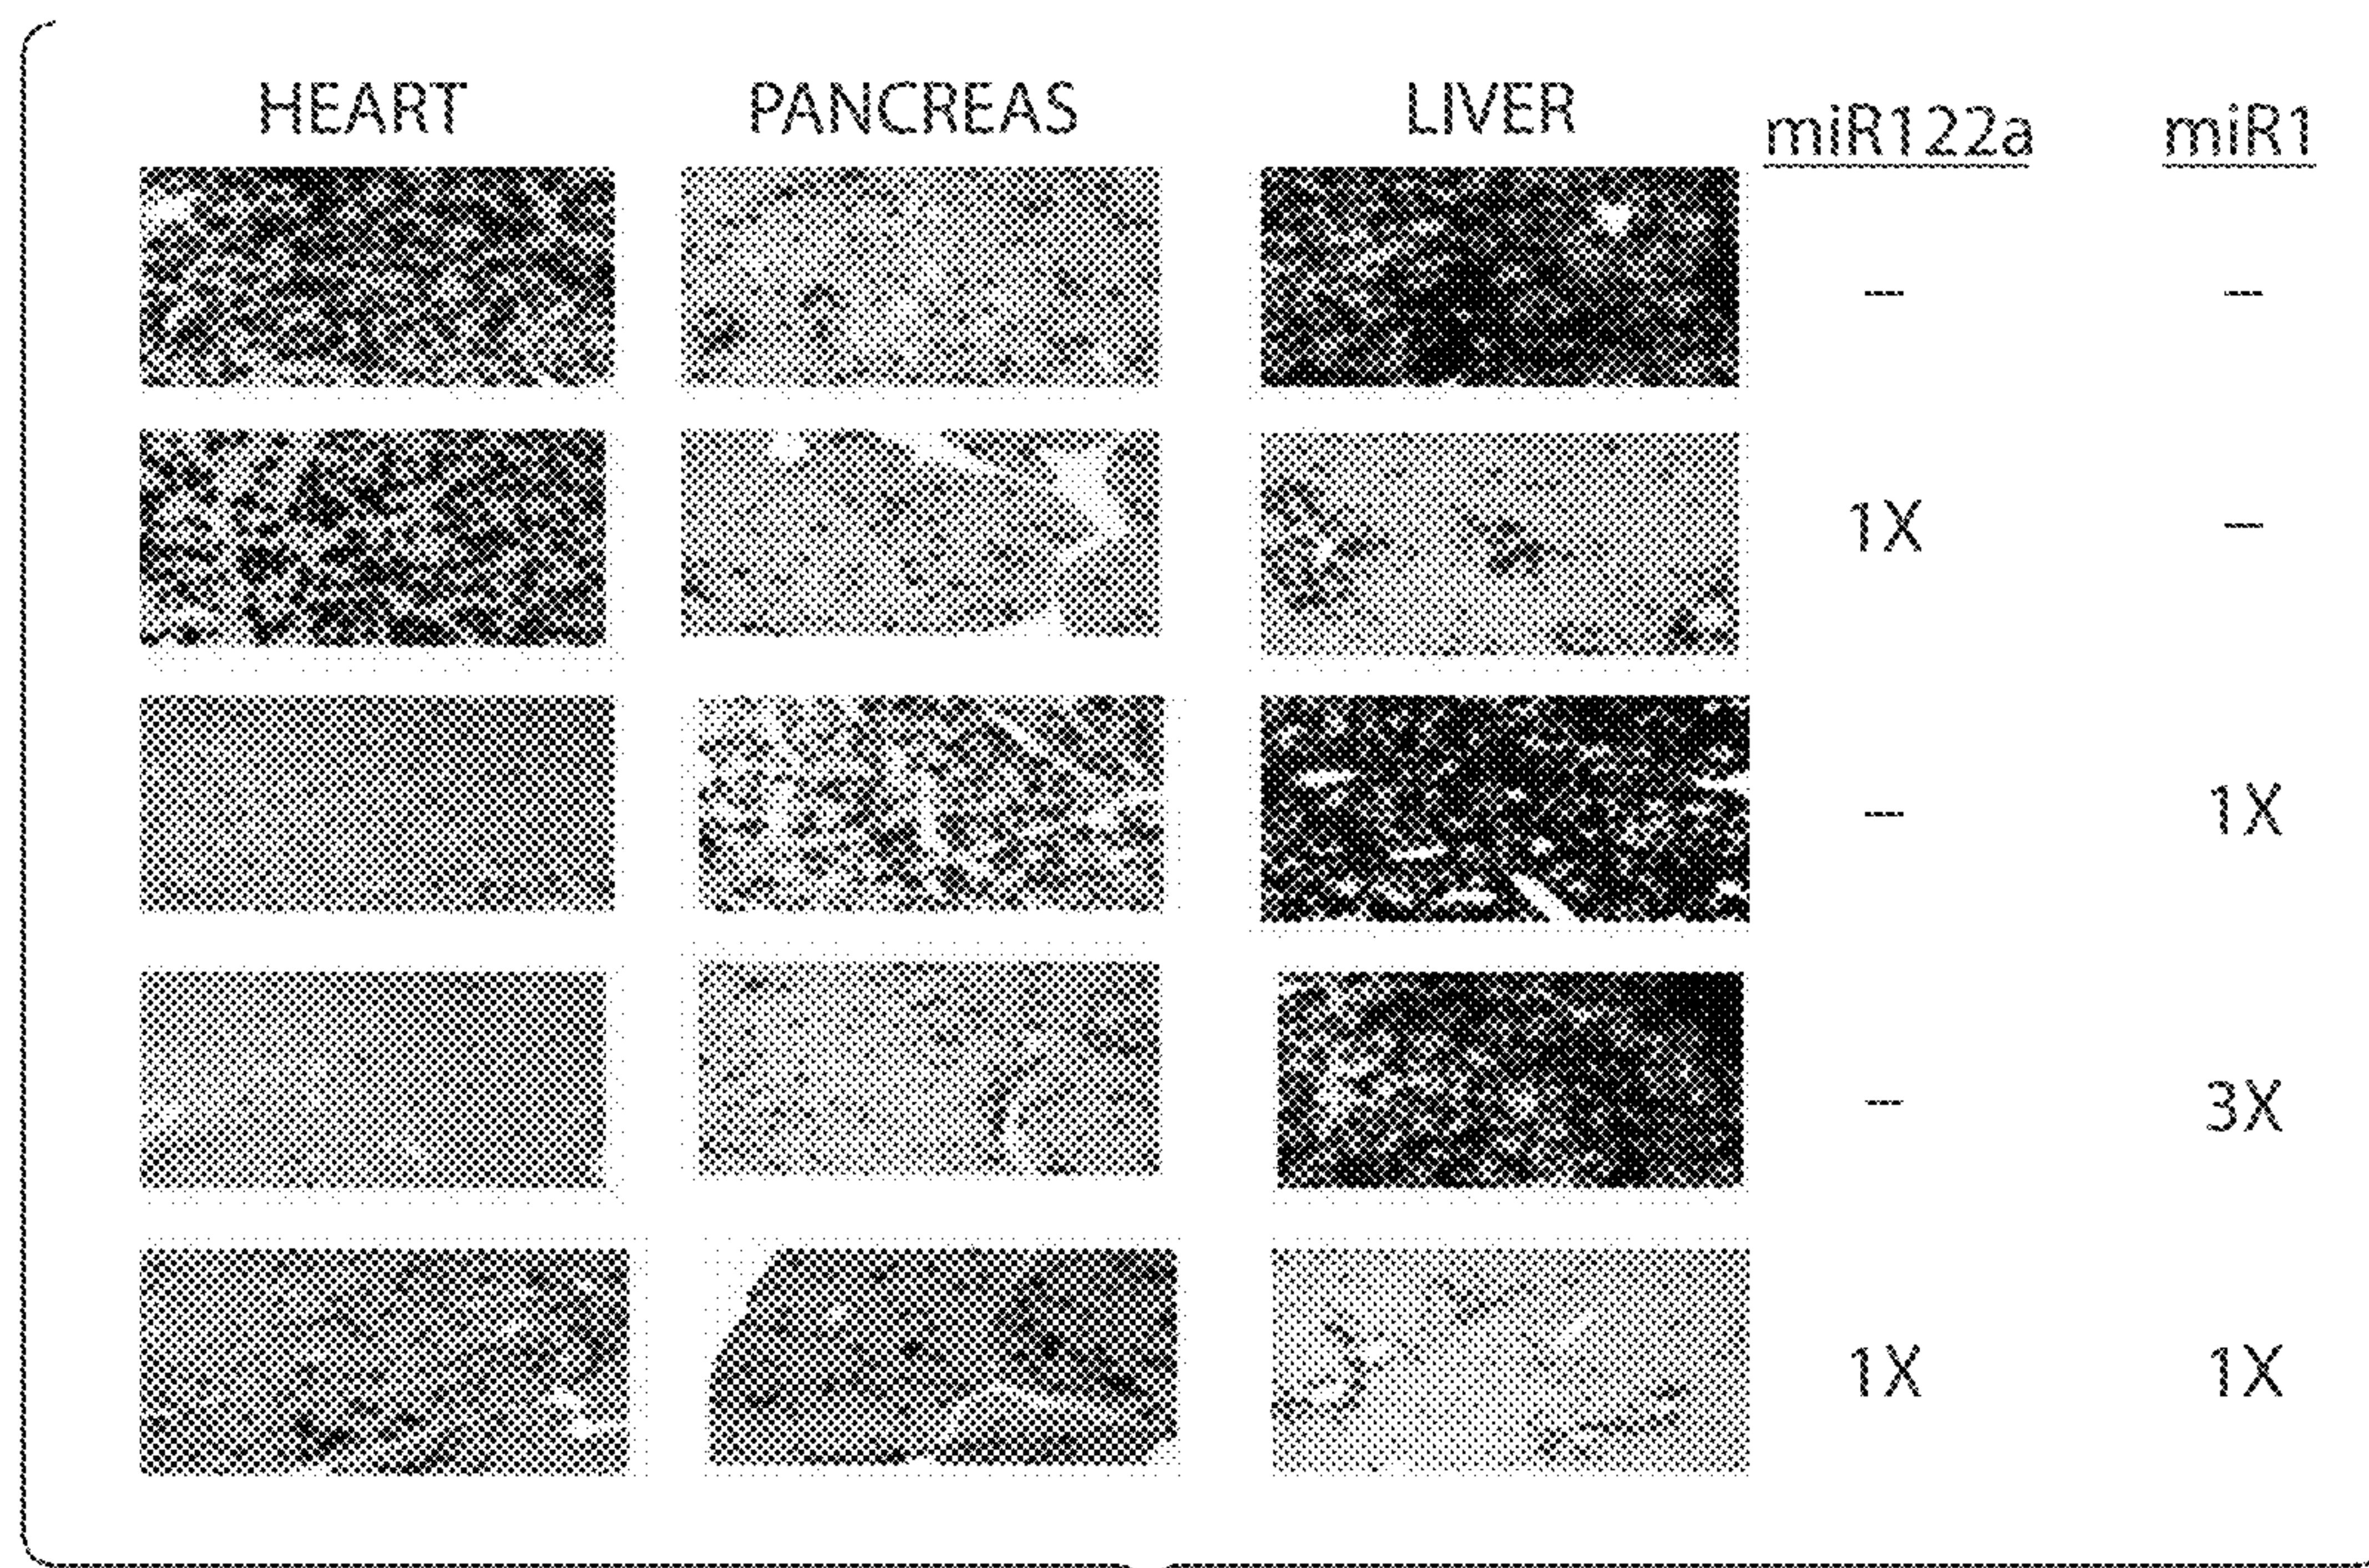 HEART PANCREAS LIVER miR122a miR1
— —
1X —
— 1X
— 3X
1X 1X